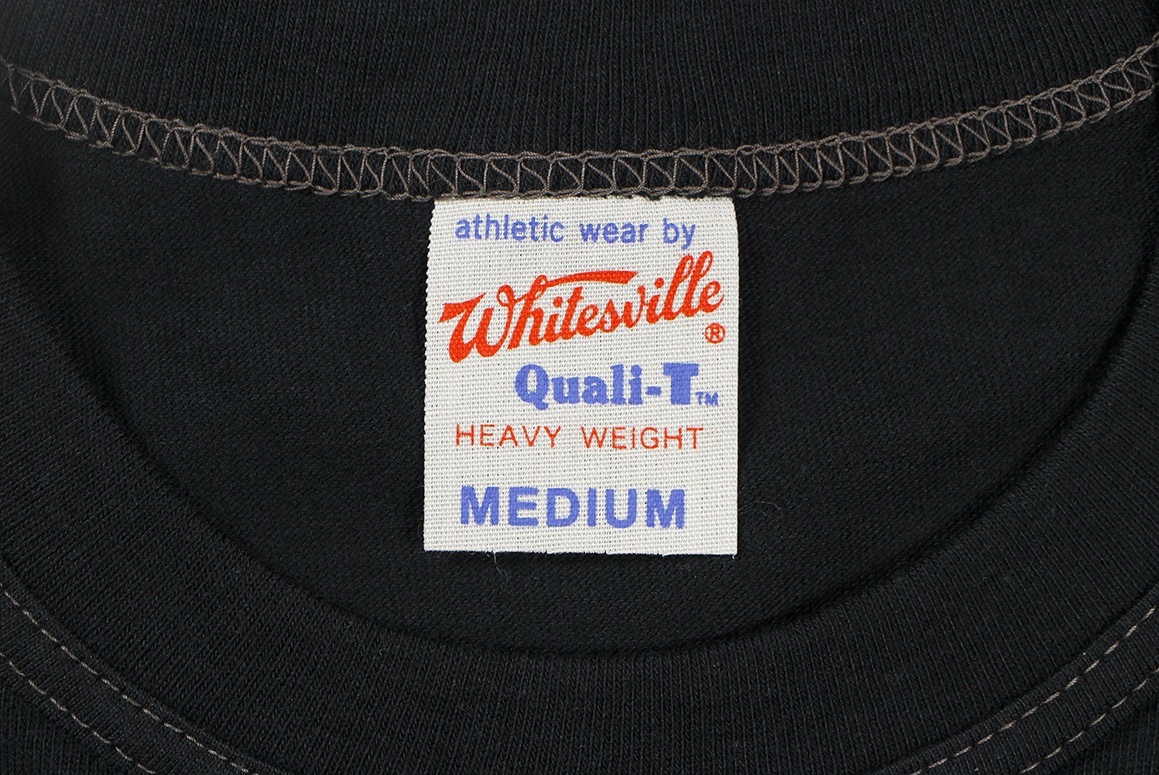 athletic wear by
Whitesville®
Quali-T™
HEAVY WEIGHT
MEDIUM